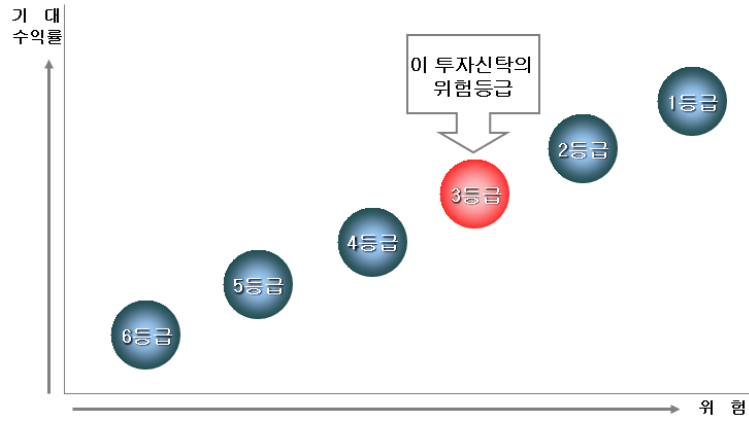 기 대
수익률
이 투자신탁의
위험등급
1등급
2등급
3등급
4등급
5등급
6등급
위 험